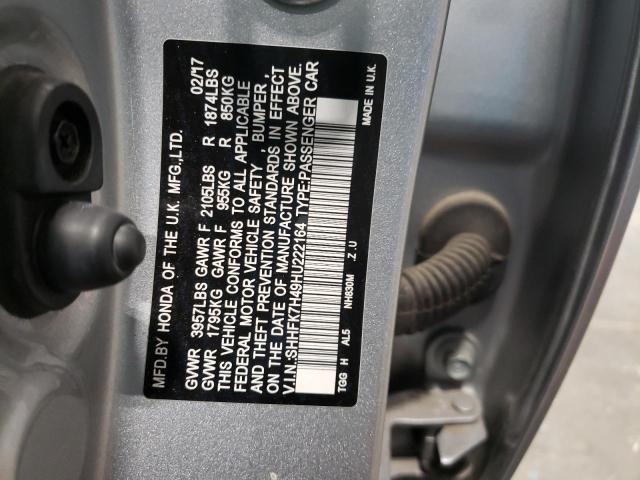 MFD.BY HONDA OF THE U.K. MFG.,LTD. 02/17
GVWR 3957LBS GAWR F 2105LBS R 1874LBS
GVWR 1795KG GAWR F 955KG R 850KG
THIS VEHICLE CONFORMS TO ALL APPLICABLE
FEDERAL MOTOR VEHICLE SAFETY BUMPER ,
AND THEFT PREVENTION STANDARDS IN EFFECT
ON THE DATE OF MANUFACTURE SHOWN ABOVE.
V.I.N.:SHHFK7H49HU222164 TYPE:PASSENGER CAR
TGG H AL5 NH830M .Z .U MADE IN U.K.